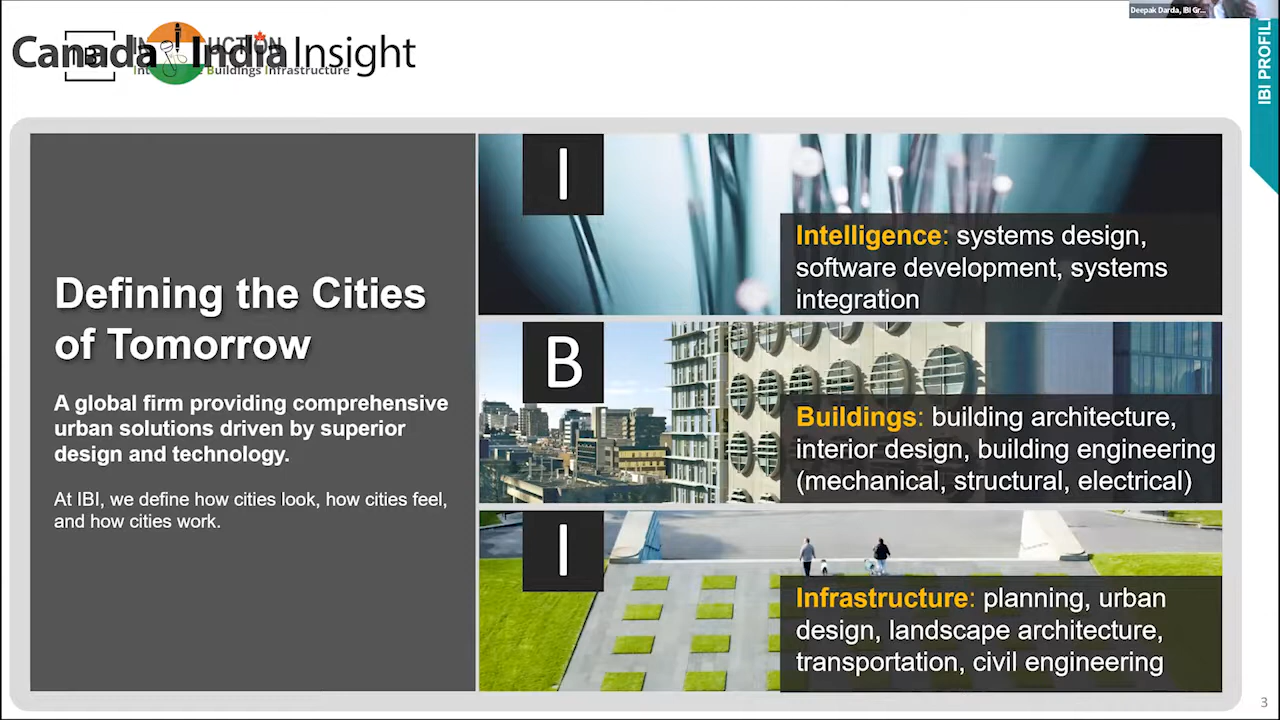 Deepak Darda, IBI Gr...
Canada India Insight
Buildings Infrastructure
IBI PROFIL
Defining the Cities
of Tomorrow
A global firm providing comprehensive
urban solutions driven by superior
design and technology.
At IBI, we define how cities look, how cities feel,
and how cities work.
I
Intelligence: systems design,
software development, systems
integration
B
Buildings: building architecture,
interior design, building engineering
(mechanical, structural, electrical)
I
Infrastructure: planning, urban
design, landscape architecture,
transportation, civil engineering
3